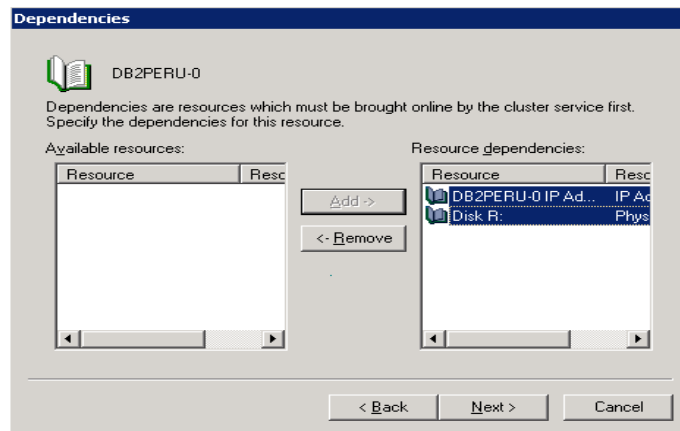 Dependencies
DB2PERU-0
Dependencies are resources which must be brought online by the cluster service first.
Specify the dependencies for this resource.
Available resources:
Resource dependencies:
Resource Resc
Resource Resc
Add ->
DB2PERU-0 IP Ad... IP Ad
Disk R: Phys
<- Remove
< Back
Next >
Cancel